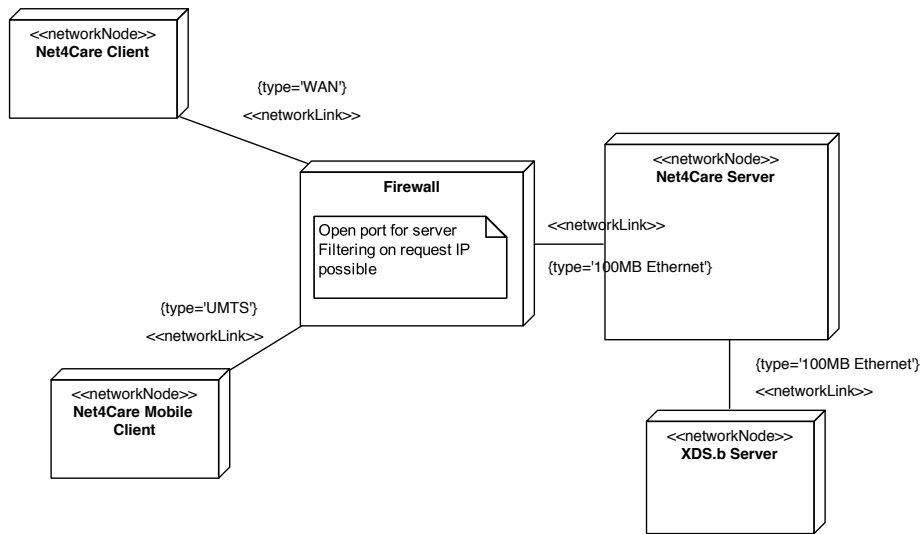 <<networkNode>>
Net4Care Client
{type='WAN'}
<<networkLink>>
Firewall
Open port for server
Filtering on request IP
possible
<<networkNode>>
Net4Care Server
<<networkLink>>
{type='100MB Ethernet'}
{type='UMTS'}
<<networkLink>>
<<networkNode>>
Net4Care Mobile
Client
{type='100MB Ethernet'}
<<networkLink>>
<<networkNode>>
XDS.b Server